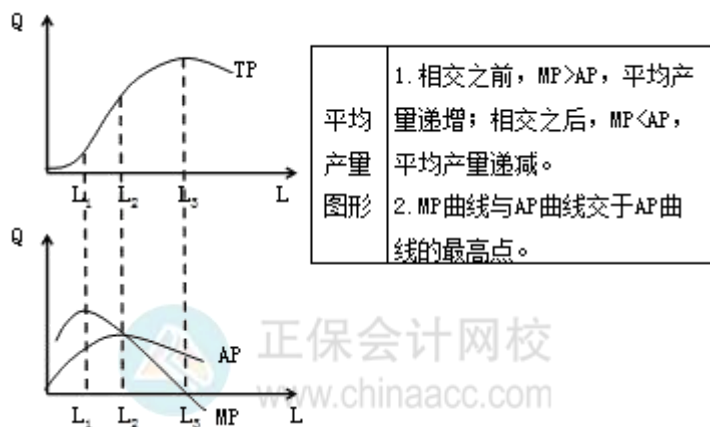 Q
TP
L₁ L₂ L₃ L
Q
AP
L₁ L₂ L₃ MP L
平均产量图形
1.相交之前，MP>AP，平均产
量递增；相交之后，MP<AP，
平均产量递减。
2.MP曲线与AP曲线交于AP曲
线的最高点。
正保会计网校
www.chinaacc.com